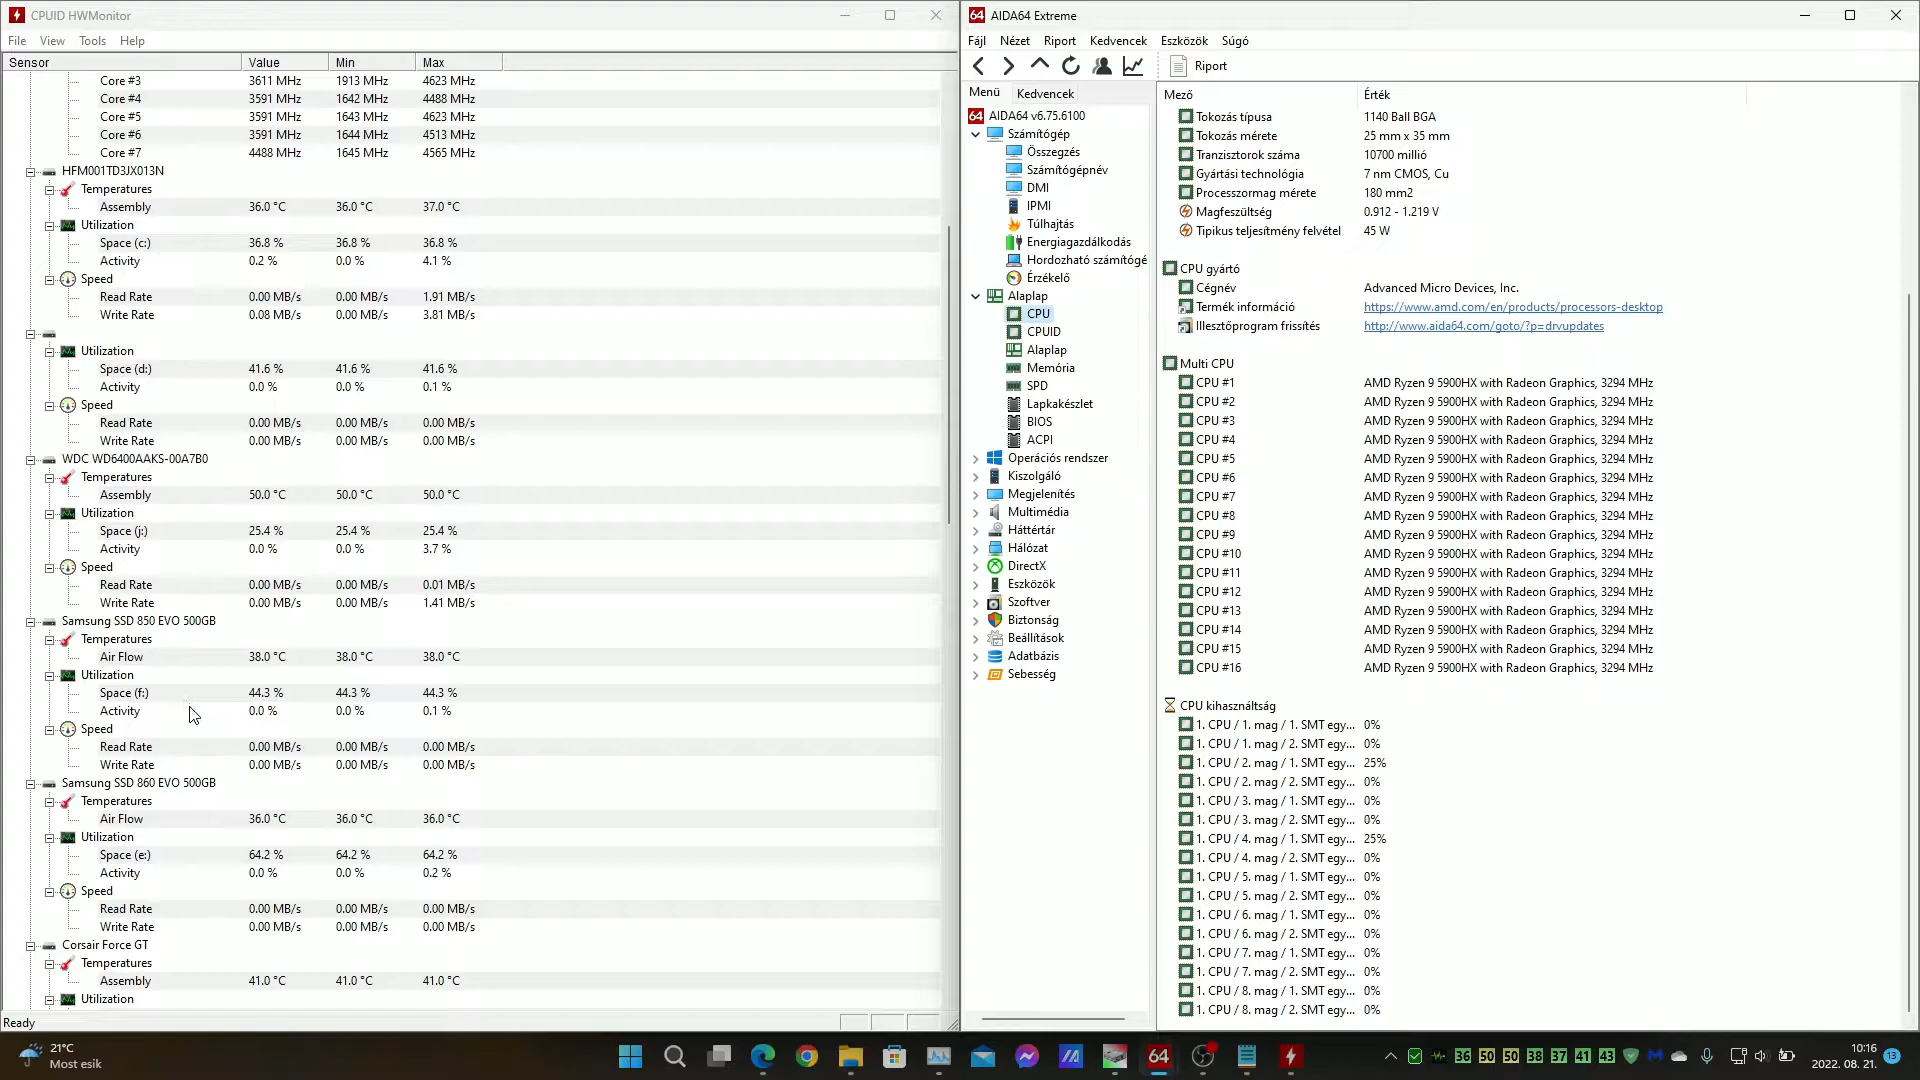 CPUID HWMonitor
File View Tools Help
Sensor Value Min Max
Core #3 3611 MHz 1913 MHz 4623 MHz
Core #4 3591 MHz 1642 MHz 4488 MHz
Core #5 3591 MHz 1643 MHz 4623 MHz
Core #6 3591 MHz 1644 MHz 4513 MHz
Core #7 4488 MHz 1645 MHz 4565 MHz
HFM001TD3JX013N
Temperatures
Assembly 36.0 °C 36.0 °C 37.0 °C
Utilization
Space (c:) 36.8 % 36.8 % 36.8 %
Activity 0.2 % 0.0 % 4.1 %
Speed
Read Rate 0.00 MB/s 0.00 MB/s 1.91 MB/s
Write Rate 0.08 MB/s 0.00 MB/s 3.81 MB/s
Utilization
Space (d:) 41.6 % 41.6 % 41.6 %
Activity 0.0 % 0.0 % 0.1 %
Speed
Read Rate 0.00 MB/s 0.00 MB/s 0.00 MB/s
Write Rate 0.00 MB/s 0.00 MB/s 0.00 MB/s
WDC WD6400AAKS-00A7B0
Temperatures
Assembly 50.0 °C 50.0 °C 50.0 °C
Utilization
Space (j:) 25.4 % 25.4 % 25.4 %
Activity 0.0 % 0.0 % 3.7 %
Speed
Read Rate 0.00 MB/s 0.00 MB/s 0.01 MB/s
Write Rate 0.00 MB/s 0.00 MB/s 1.41 MB/s
Samsung SSD 850 EVO 500GB
Temperatures
Air Flow 38.0 °C 38.0 °C 38.0 °C
Utilization
Space (f:) 44.3 % 44.3 % 44.3 %
Activity 0.0 % 0.0 % 0.1 %
Speed
Read Rate 0.00 MB/s 0.00 MB/s 0.00 MB/s
Write Rate 0.00 MB/s 0.00 MB/s 0.00 MB/s
Samsung SSD 860 EVO 500GB
Temperatures
Air Flow 36.0 °C 36.0 °C 36.0 °C
Utilization
Space (e:) 64.2 % 64.2 % 64.2 %
Activity 0.0 % 0.0 % 0.2 %
Speed
Read Rate 0.00 MB/s 0.00 MB/s 0.00 MB/s
Write Rate 0.00 MB/s 0.00 MB/s 0.00 MB/s
Corsair Force GT
Temperatures
Assembly 41.0 °C 41.0 °C 41.0 °C
Utilization
Ready
64 AIDA64 Extreme
Fájl Nézet Riport Kedvencek Eszközök Súgó
Riport
Menü Kedvencek
64 AIDA64 v6.75.6100
Számítógép
Összegzés
Számítógépnév
DMI
IPMI
Túlhajtás
Energiagazdálkodás
Hordozható számítógé
Érzékelő
Alaplap
CPU
CPUID
Alaplap
Memória
SPD
Lapkakészlet
BIOS
ACPI
Operációs rendszer
Kiszolgáló
Megjelenítés
Multimédia
Háttértár
Hálózat
DirectX
Eszközök
Szoftver
Biztonság
Beállítások
Adatbázis
Sebesség
Mező Érték
Tokozás típusa 1140 Ball BGA
Tokozás mérete 25 mm x 35 mm
Tranzisztorok száma 10700 millió
Gyártási technológia 7 nm CMOS, Cu
Processzormag mérete 180 mm2
Magfeszültség 0.912 - 1.219 V
Tipikus teljesítmény felvétel 45 W
CPU gyártó
Cégnév Advanced Micro Devices, Inc.
Termék információ https://www.amd.com/en/products/processors-desktop
Illesztőprogram frissítés http://www.aida64.com/goto/?p=drvupdates
Multi CPU
CPU #1 AMD Ryzen 9 5900HX with Radeon Graphics, 3294 MHz
CPU #2 AMD Ryzen 9 5900HX with Radeon Graphics, 3294 MHz
CPU #3 AMD Ryzen 9 5900HX with Radeon Graphics, 3294 MHz
CPU #4 AMD Ryzen 9 5900HX with Radeon Graphics, 3294 MHz
CPU #5 AMD Ryzen 9 5900HX with Radeon Graphics, 3294 MHz
CPU #6 AMD Ryzen 9 5900HX with Radeon Graphics, 3294 MHz
CPU #7 AMD Ryzen 9 5900HX with Radeon Graphics, 3294 MHz
CPU #8 AMD Ryzen 9 5900HX with Radeon Graphics, 3294 MHz
CPU #9 AMD Ryzen 9 5900HX with Radeon Graphics, 3294 MHz
CPU #10 AMD Ryzen 9 5900HX with Radeon Graphics, 3294 MHz
CPU #11 AMD Ryzen 9 5900HX with Radeon Graphics, 3294 MHz
CPU #12 AMD Ryzen 9 5900HX with Radeon Graphics, 3294 MHz
CPU #13 AMD Ryzen 9 5900HX with Radeon Graphics, 3294 MHz
CPU #14 AMD Ryzen 9 5900HX with Radeon Graphics, 3294 MHz
CPU #15 AMD Ryzen 9 5900HX with Radeon Graphics, 3294 MHz
CPU #16 AMD Ryzen 9 5900HX with Radeon Graphics, 3294 MHz
CPU kihasználtság
1. CPU / 1. mag / 1. SMT egy... 0%
1. CPU / 1. mag / 2. SMT egy... 0%
1. CPU / 2. mag / 1. SMT egy... 25%
1. CPU / 2. mag / 2. SMT egy... 0%
1. CPU / 3. mag / 1. SMT egy... 0%
1. CPU / 3. mag / 2. SMT egy... 0%
1. CPU / 4. mag / 1. SMT egy... 25%
1. CPU / 4. mag / 2. SMT egy... 0%
1. CPU / 5. mag / 1. SMT egy... 0%
1. CPU / 5. mag / 2. SMT egy... 0%
1. CPU / 6. mag / 1. SMT egy... 0%
1. CPU / 6. mag / 2. SMT egy... 0%
1. CPU / 7. mag / 1. SMT egy... 0%
1. CPU / 7. mag / 2. SMT egy... 0%
1. CPU / 8. mag / 1. SMT egy... 0%
1. CPU / 8. mag / 2. SMT egy... 0%
21°C
Most esik
64
36 50 50 38 37 41 43
10:16
2022. 08. 21. 13